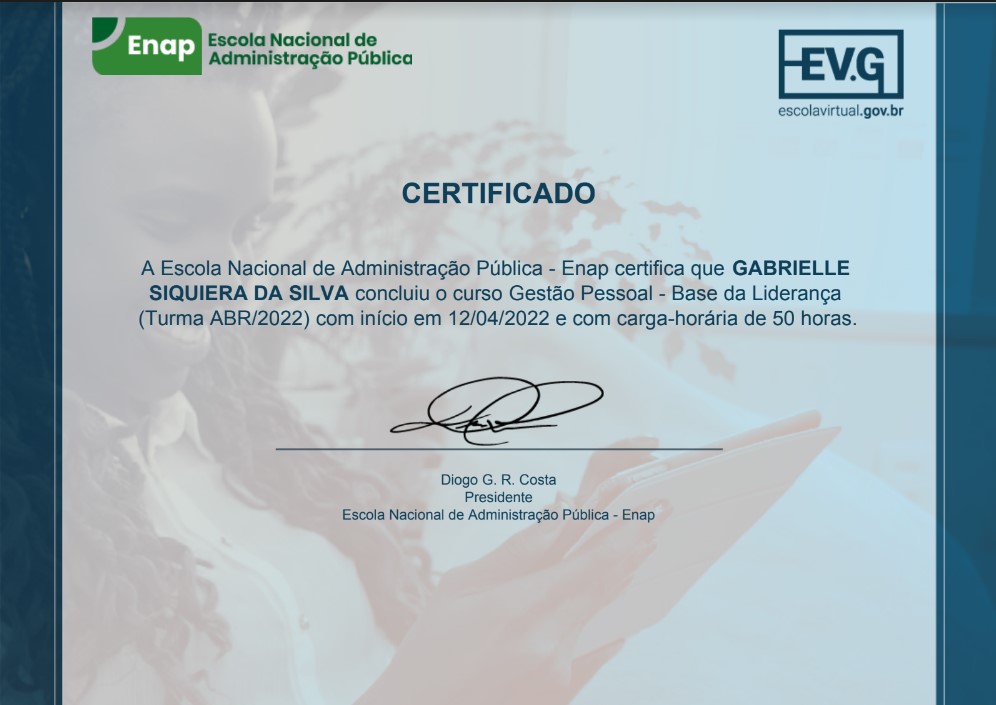 Enap
Escola Nacional de
Administração Pública
EV.G
escolavirtual.gov.br
CERTIFICADO
A Escola Nacional de Administração Pública - Enap certifica que GABRIELLE
SIQUIERA DA SILVA concluiu o curso Gestão Pessoal - Base da Liderança
(Turma ABR/2022) com início em 12/04/2022 e com carga-horária de 50 horas.
Diogo G. R. Costa
Presidente
Escola Nacional de Administração Pública - Enap